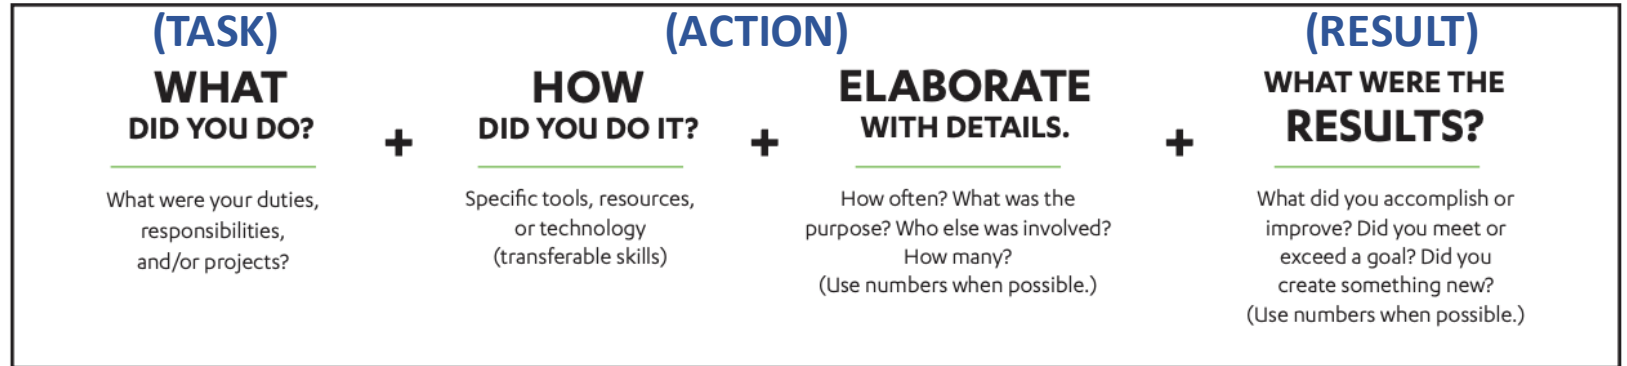 (TASK)
WHAT
DID YOU DO?
What were your duties,
responsibilities,
and/or projects?
+
(ACTION)
HOW
DID YOU DO IT?
Specific tools, resources,
or technology
(transferable skills)
+
ELABORATE
WITH DETAILS.
How often? What was the
purpose? Who else was involved?
How many?
(Use numbers when possible.)
+
(RESULT)
WHAT WERE THE
RESULTS?
What did you accomplish or
improve? Did you meet or
exceed a goal? Did you
create something new?
(Use numbers when possible.)